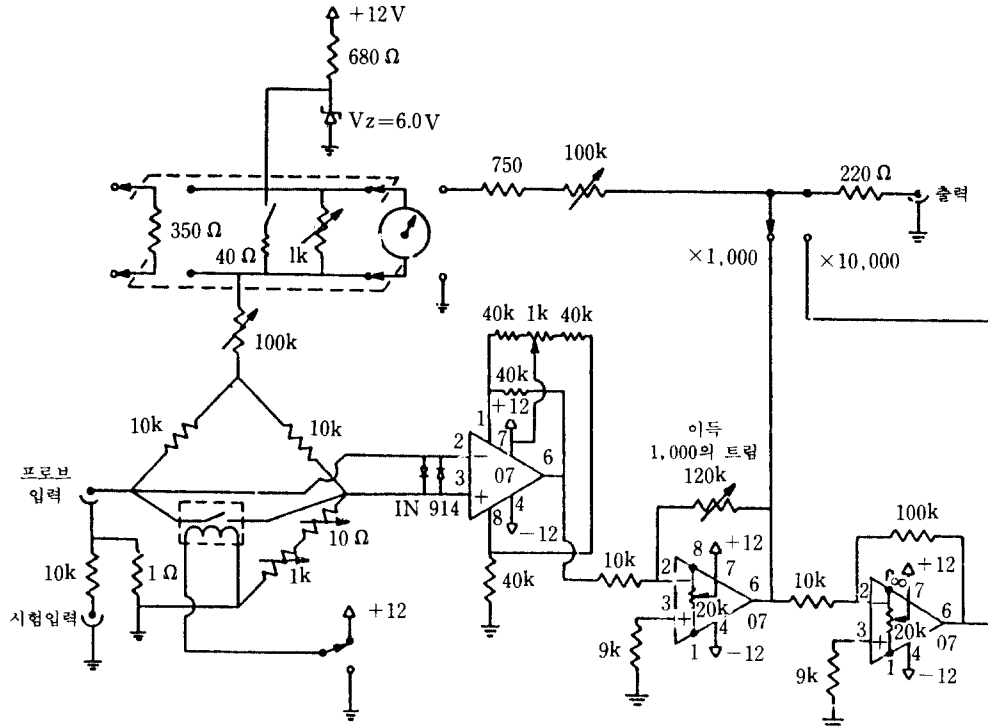 +12V
680 Ω
Vz=6.0V
750
100k
220 Ω
출력
350 Ω
40 Ω
1k
×1,000
×10,000
100k
40k
1k
40k
40k
+12
10k
10k
1
7
2
6
3
07
4
8
-12
IN 914
프로브
입력
이득
1,000의 트림
120k
10 Ω
1k
10k
1 Ω
40k
10k
+12
2
8
7
3
20k
6
4
07
1
-12
9k
10k
100k
+12
2
8
7
3
20k
6
4
07
1
-12
9k
시험입력
+12